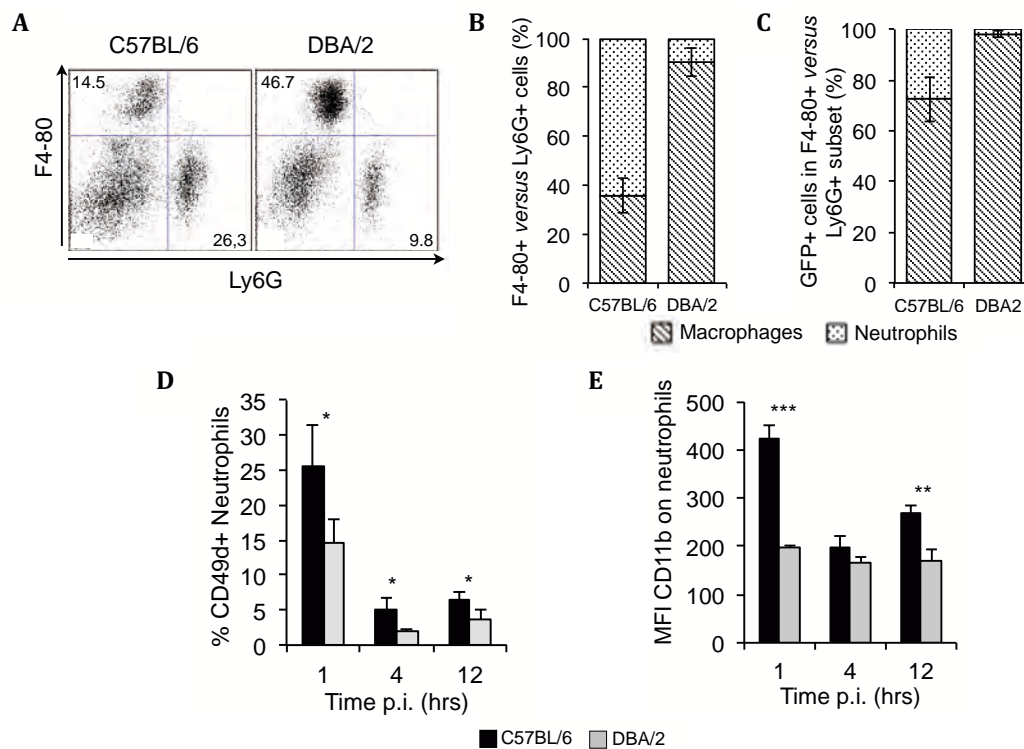 A
C57BL/6
DBA/2
14.5
46.7
F4-80
26,3
9.8
Ly6G
B
F4-80+ versus Ly6G+ cells (%)
100
80
60
40
20
0
C57BL/6
DBA/2
C
GFP+ cells in F4-80+ versus
Ly6G+ subset (%)
100
80
60
40
20
0
C57BL/6
DBA2
Macrophages
Neutrophils
D
% CD49d+ Neutrophils
35
30
25
20
15
10
5
0
*
*
*
1
4
12
Time p.i. (hrs)
E
MFI CD11b on neutrophils
500
400
300
200
100
0
***
**
1
4
12
Time p.i. (hrs)
C57BL/6
DBA/2